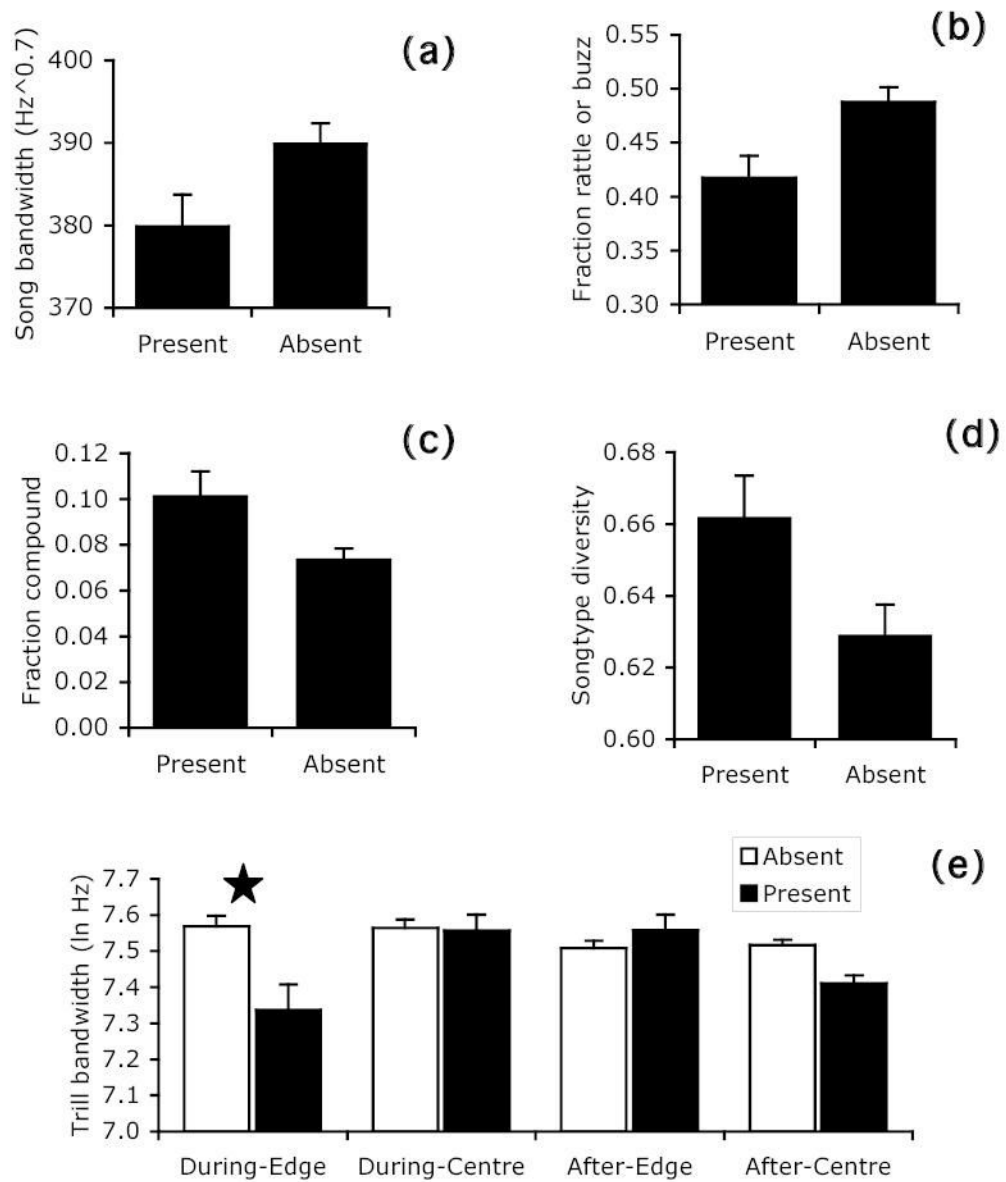 (a)
Song bandwidth (Hz^0.7)
400
390
380
370
Present Absent
(b)
Fraction rattle or buzz
0.55
0.50
0.45
0.40
0.35
0.30
Present Absent
(c)
Fraction compound
0.12
0.10
0.08
0.06
0.04
0.02
0.00
Present Absent
(d)
Songtype diversity
0.68
0.66
0.64
0.62
0.60
Present Absent
(e)
Absent
Present
Trill bandwidth (ln Hz)
7.7
7.6
7.5
7.4
7.3
7.2
7.1
7.0
During-Edge During-Centre After-Edge After-Centre